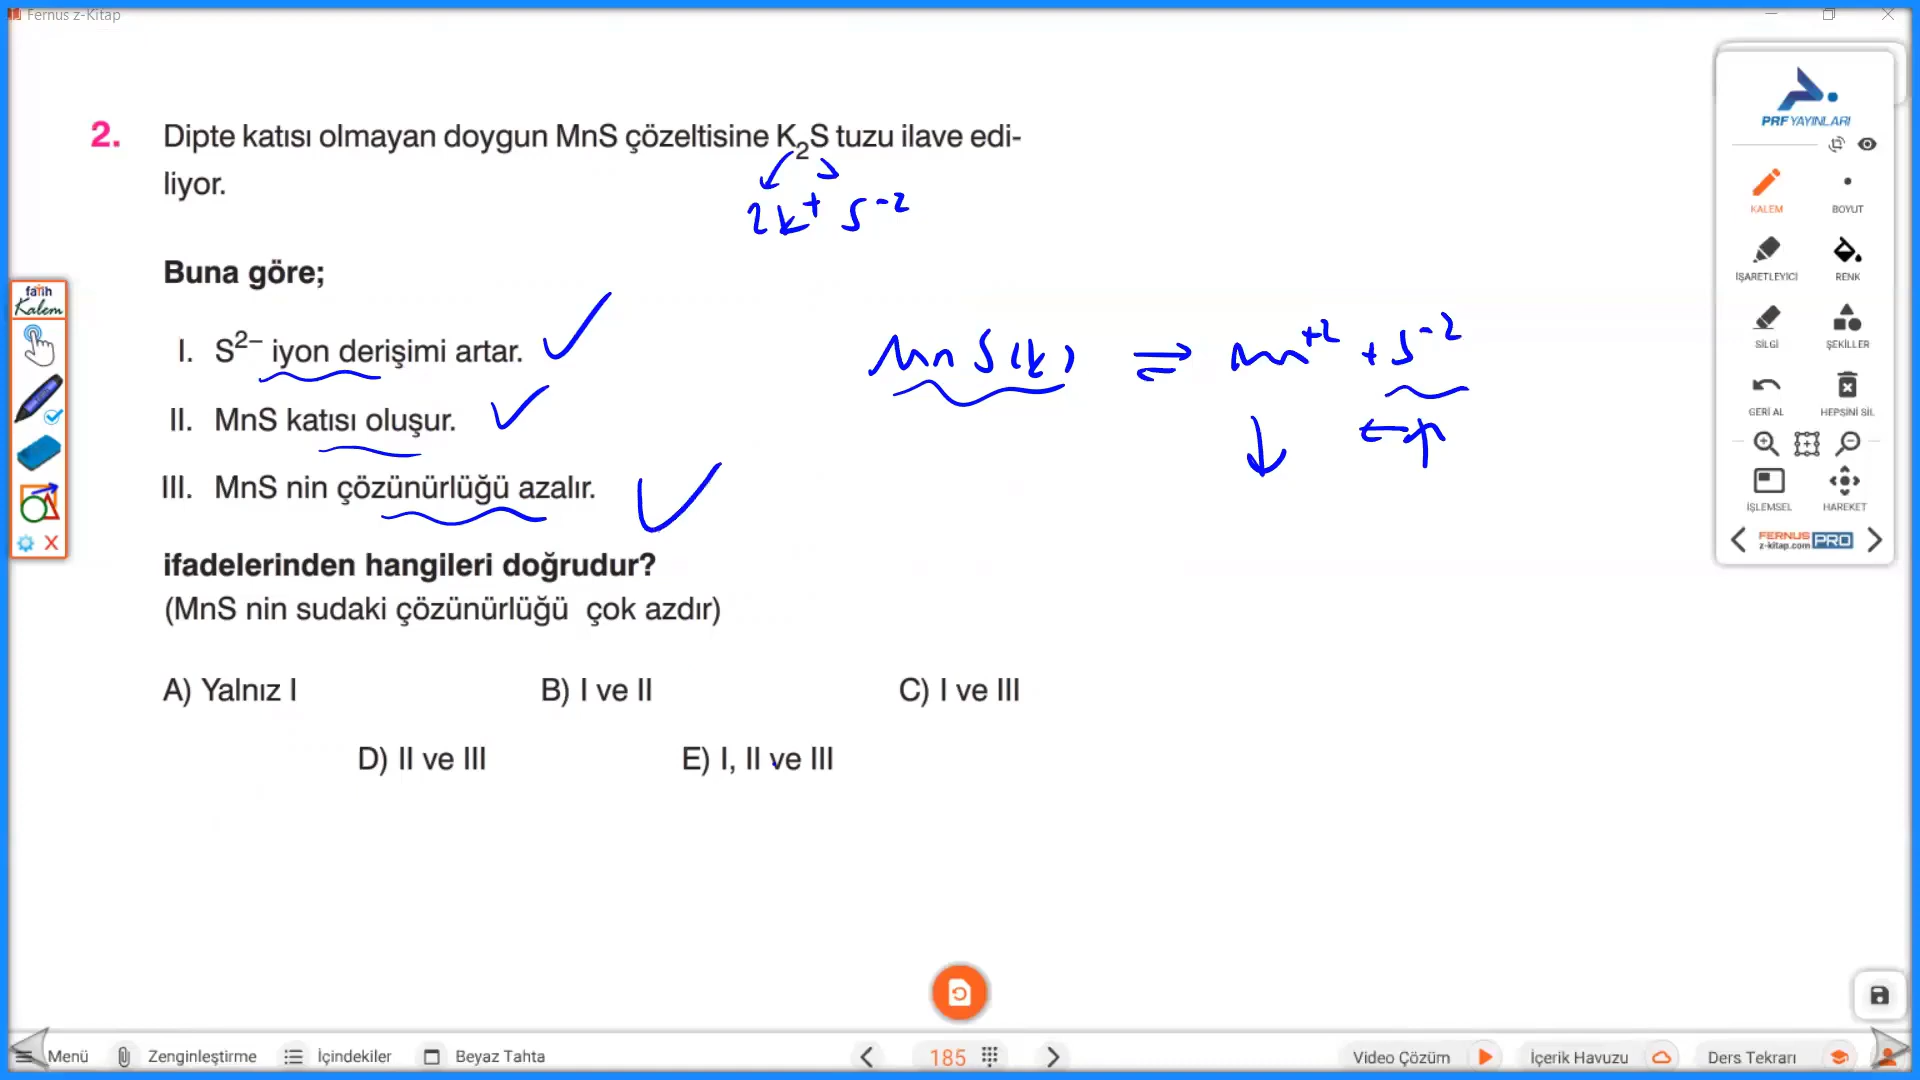 Fernus z-Kitap
2. Dipte katısı olmayan doygun MnS çözeltisine K₂S tuzu ilave edi-
liyor.
2K⁺ S⁻²
Buna göre;
I. S²⁻ iyon derişimi artar.
MnS(k) ⇌ Mn⁺² + S⁻²
II. MnS katısı oluşur.
III. MnS nin çözünürlüğü azalır.
ifadelerinden hangileri doğrudur?
(MnS nin sudaki çözünürlüğü çok azdır)
A) Yalnız I B) I ve II C) I ve III
D) II ve III E) I, II ve III
fatih
Kalem
PRF YAYINLARI
KALEM BOYUT
İŞARETLEYİCİ RENK
SİLGİ ŞEKİLLER
GERİ AL HEPSİNİ SİL
İŞLEMSEL HAREKET
FERNUS PRO
z-kitap.com
Menü Zenginleştirme İçindekiler Beyaz Tahta 185 Video Çözüm İçerik Havuzu Ders Tekrarı